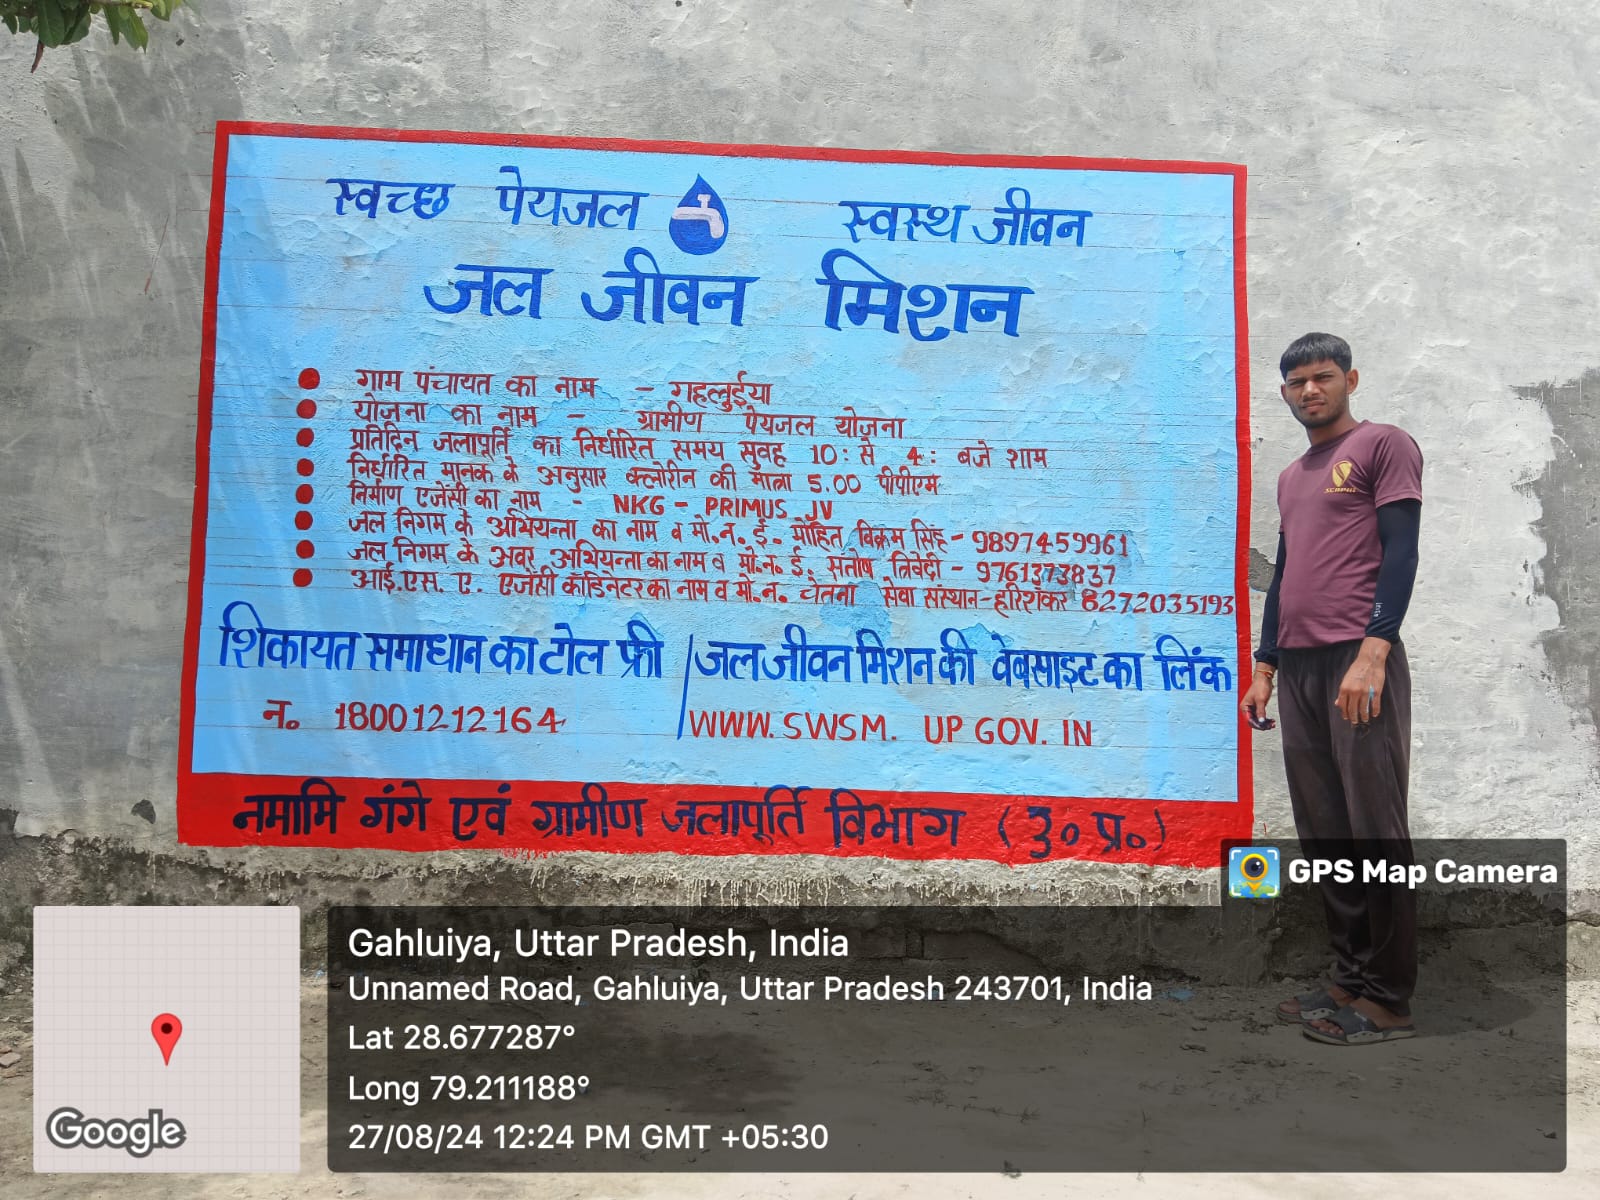 स्वच्छ पेयजल स्वस्थ जीवन
जल जीवन मिशन
गाम पंचायत का नाम - गहलुईया
योजना का नाम - ग्रामीण पेयजल योजना
प्रतिदिन जलापूर्ति का निर्धारित समय सुवह 10: से 4: बजे शाम
निर्धारित मानक के अनुसार क्लोरीन की मात्रा 5.00 पीपीएम
निर्माण एजेंसी का नाम - NKG - PRIMUS JV
जल निगम के अभियन्ता का नाम व मो.न. ई. मोहित विक्रम सिंह - 9897459961
जल निगम के अवर अभियन्ता का नाम व मो.न. ई. संतोष त्रिवेदी - 9761373837
आई.एस. ए. एजेंसी कॉडिनेटर का नाम व मो.न. चेतना सेवा संस्थान-हरिशंकर 8272035193
शिकायत समाधान का टोल फ्री / जल जीवन मिशन की वेबसाइट का लिंक
न. 18001212164 WWW.SWSM. UP GOV. IN
नमामि गंगे एवं ग्रामीण जलापूर्ति विभाग (उ० प्र०)
SCAPUL
GPS Map Camera
Gahluiya, Uttar Pradesh, India
Unnamed Road, Gahluiya, Uttar Pradesh 243701, India
Lat 28.677287°
Long 79.211188°
27/08/24 12:24 PM GMT +05:30
Google